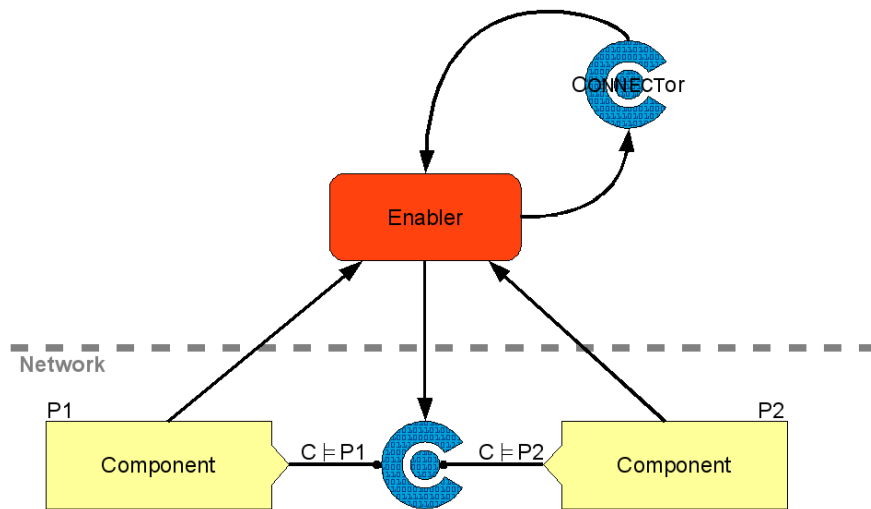 CONNECTor
Enabler
Network
P1
P2
Component
C ⊨ P1
C ⊨ P2
Component